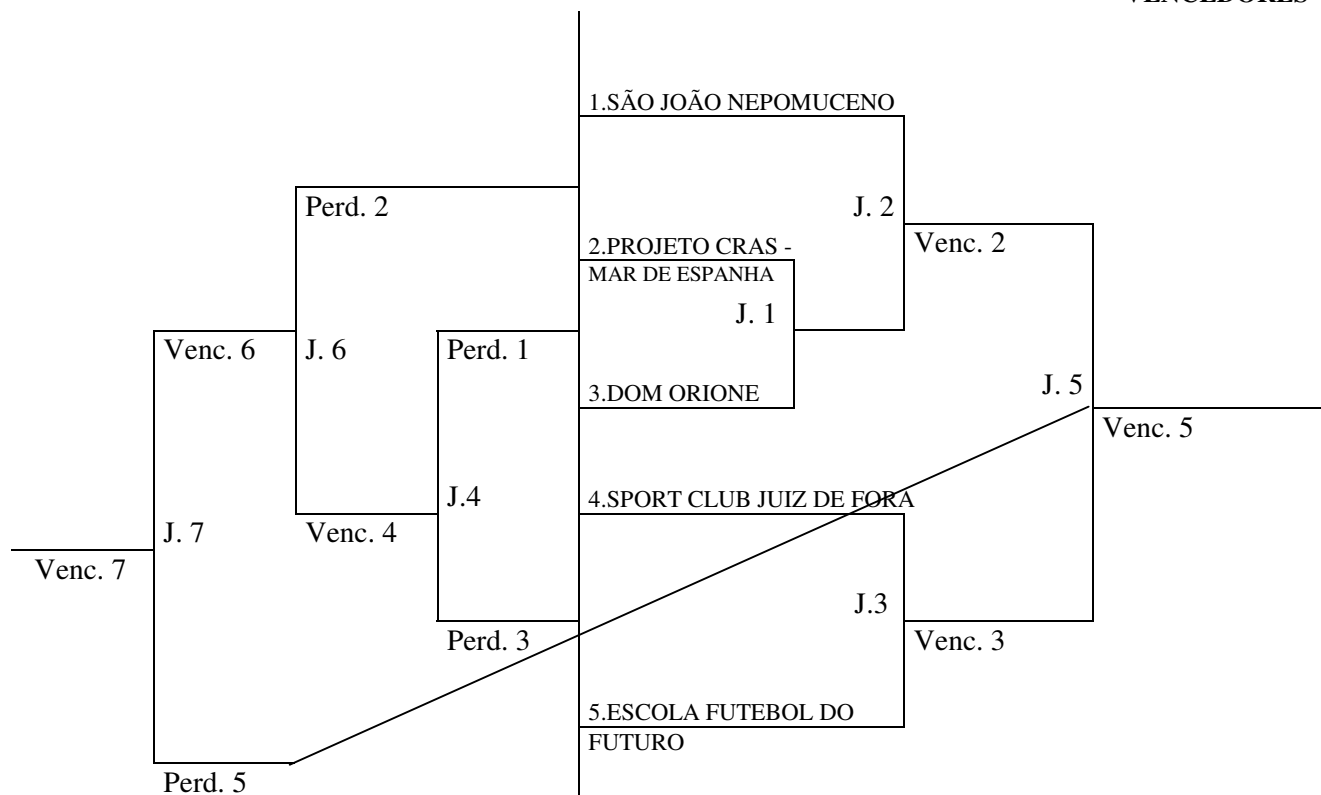 VENCEDORES
1.SÃO JOÃO NEPOMUCENO
Perd. 2
J. 2
2.PROJETO CRAS -
MAR DE ESPANHA
Venc. 2
J. 1
Venc. 6
J. 6
Perd. 1
3.DOM ORIONE
J. 5
Venc. 5
J.4
4.SPORT CLUB JUIZ DE FORA
J. 7
Venc. 4
Venc. 7
J.3
Perd. 3
Venc. 3
5.ESCOLA FUTEBOL DO
FUTURO
Perd. 5